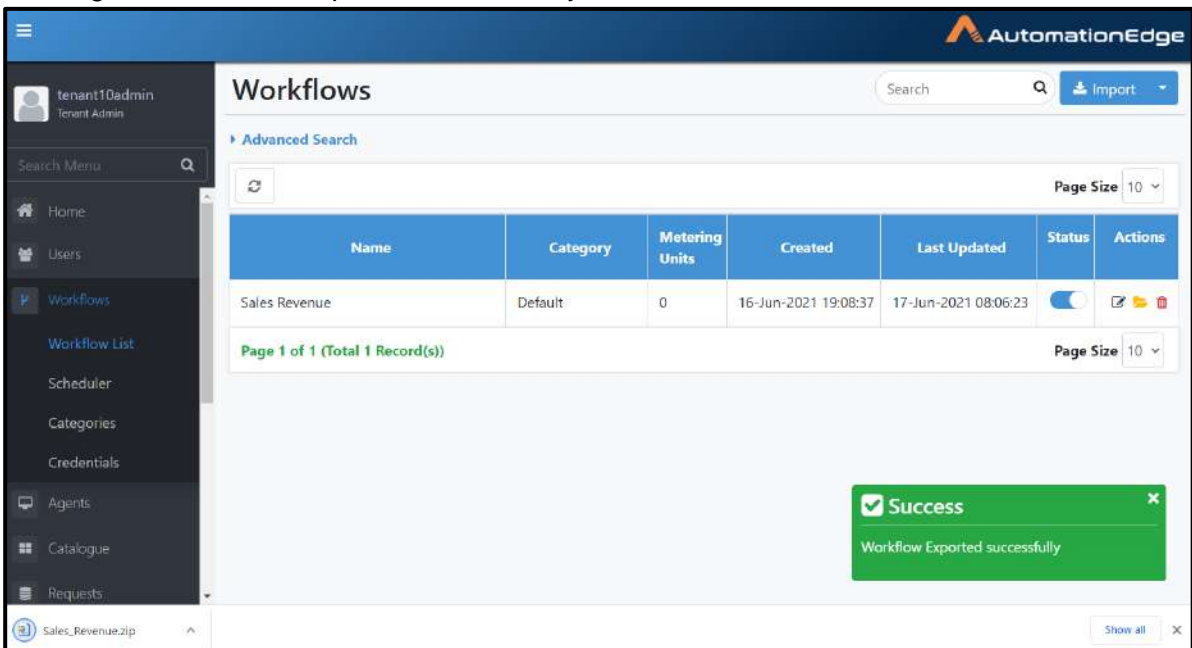 AutomationEdge
tenant10admin
Tenant Admin
Search Menu
Home
Users
Workflows
Workflow List
Scheduler
Categories
Credentials
Agents
Catalogue
Requests
Workflows
Search
Import
Advanced Search
Page Size 10
Name Category Metering Units Created Last Updated Status Actions
Sales Revenue Default 0 16-Jun-2021 19:08:37 17-Jun-2021 08:06:23
Page 1 of 1 (Total 1 Record(s))
Page Size 10
Success
Workflow Exported successfully
Sales_Revenue.zip
Show all